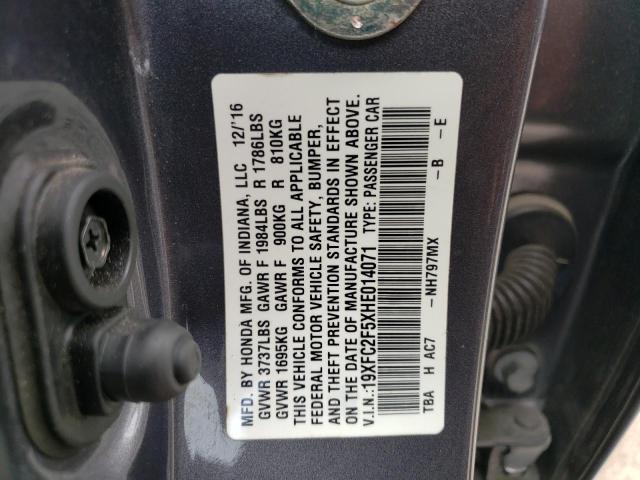 MFD. BY HONDA MFG. OF INDIANA, LLC 12/'16
GVWR 3737LBS GAWR F 1984LBS R 1786LBS
GVWR 1695KG GAWR F 900KG R 810KG
THIS VEHICLE CONFORMS TO ALL APPLICABLE
FEDERAL MOTOR VEHICLE SAFETY, BUMPER,
AND THEFT PREVENTION STANDARDS IN EFFECT
ON THE DATE OF MANUFACTURE SHOWN ABOVE.
V.I.N.:19XFC2F5XHE014071 TYPE: PASSENGER CAR
TBA H AC7 -NH797MX -B -E